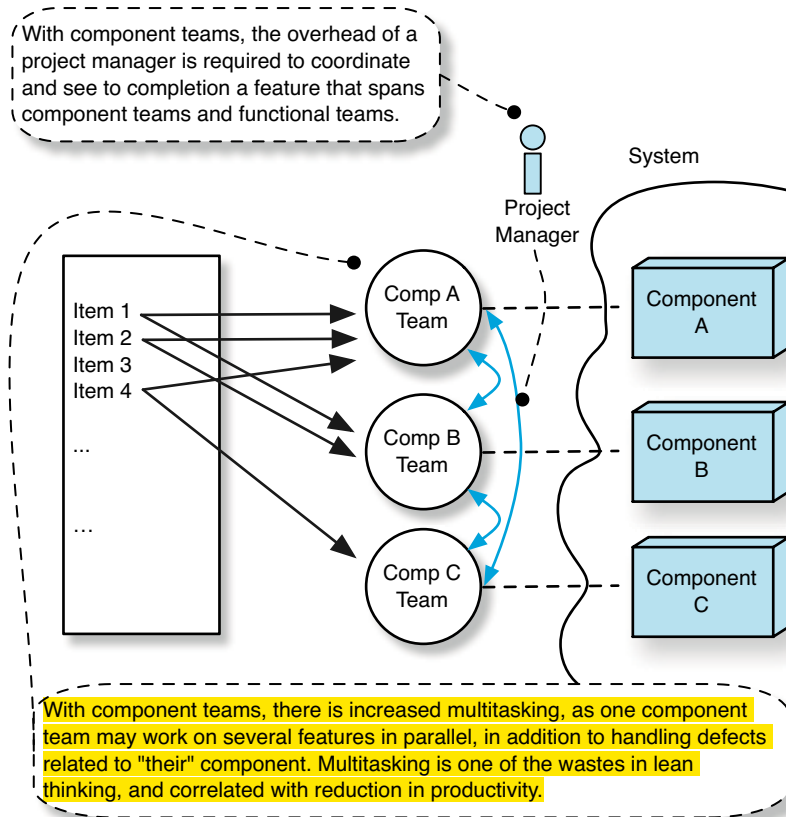 With component teams, the overhead of a
project manager is required to coordinate
and see to completion a feature that spans
component teams and functional teams.
System
Project
Manager
Item 1
Item 2
Item 3
Item 4
...
...
Comp A
Team
Comp B
Team
Comp C
Team
Component
A
Component
B
Component
C
With component teams, there is increased multitasking, as one component
team may work on several features in parallel, in addition to handling defects
related to "their" component. Multitasking is one of the wastes in lean
thinking, and correlated with reduction in productivity.